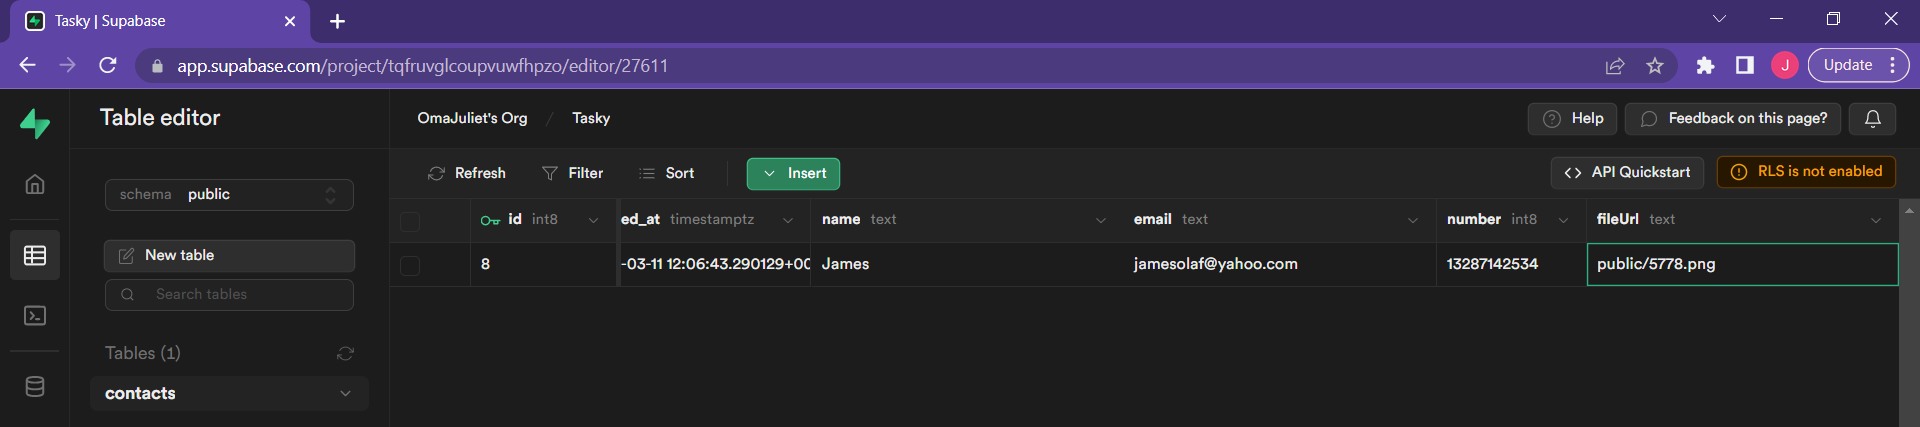 Tasky | Supabase
app.supabase.com/project/tqfruvglcoupvuwfhpzo/editor/27611
J
Update
Table editor
OmaJuliet's Org / Tasky
Help
Feedback on this page?
Refresh
Filter
Sort
Insert
API Quickstart
RLS is not enabled
schema public
New table
Search tables
Tables (1)
contacts
id int8
ed_at timestamptz
name text
email text
number int8
fileUrl text
8
-03-11 12:06:43.290129+00
James
jamesolaf@yahoo.com
13287142534
public/5778.png